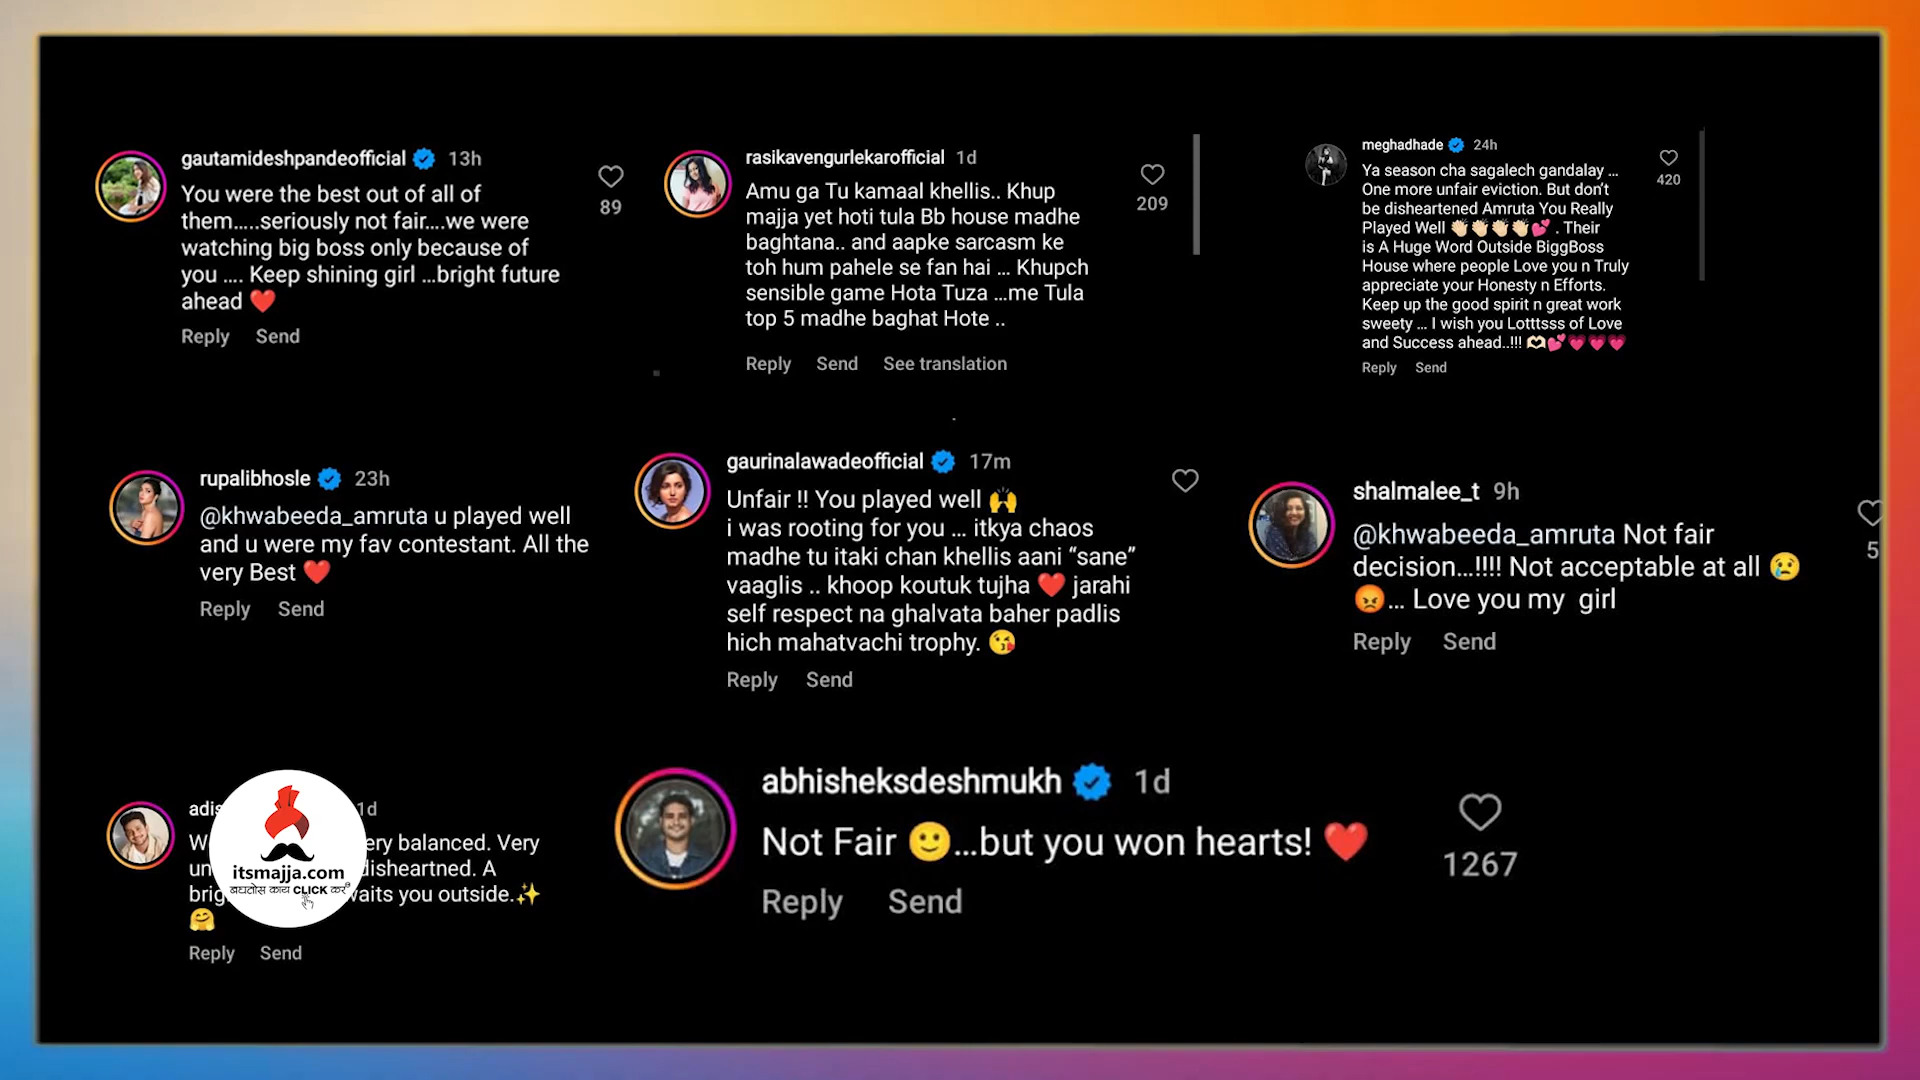 gautamideshpandeofficial 13h
You were the best out of all of
them.....seriously not fair....we were
watching big boss only because of
you .... Keep shining girl ...bright future
ahead ❤️
89
Reply Send
rasikavengurlekarofficial 1d
Amu ga Tu kamaal khellis.. Khup
majja yet hoti tula Bb house madhe
baghtana.. and aapke sarcasm ke
toh hum pahele se fan hai ... Khupch
sensible game Hota Tuza ...me Tula
top 5 madhe baghat Hote ..
209
Reply Send See translation
meghadhade 24h
Ya season cha sagalech gandalay ...
One more unfair eviction. But don't
be disheartened Amruta You Really
Played Well 👏🏻👏🏻👏🏻👏🏻💕 . Their
is A Huge Word Outside BiggBoss
House where people Love you n Truly
appreciate your Honesty n Efforts.
Keep up the good spirit n great work
sweety ... I wish you Lotttsss of Love
and Success ahead..!!! 🫶🏻💕💗💗💗
420
Reply Send
rupalibhosle 23h
@khwabeeda_amruta u played well
and u were my fav contestant. All the
very Best ❤️
Reply Send
gaurinalawadeofficial 17m
Unfair !! You played well 🙌
i was rooting for you ... itkya chaos
madhe tu itaki chan khellis aani “sane”
vaaglis .. khoop koutuk tujha ❤️ jarahi
self respect na ghalvata baher padlis
hich mahatvachi trophy. 😘
Reply Send
shalmalee_t 9h
@khwabeeda_amruta Not fair
decision...!!!! Not acceptable at all 😢
😡... Love you my girl
5
Reply Send
1d
ery balanced. Very
disheartned. A
waits you outside.✨
🤗
Reply Send
itsmajja.com
बघटोस काय CLICK कर
abhisheksdeshmukh 1d
Not Fair 🙂...but you won hearts! ❤️
1267
Reply Send